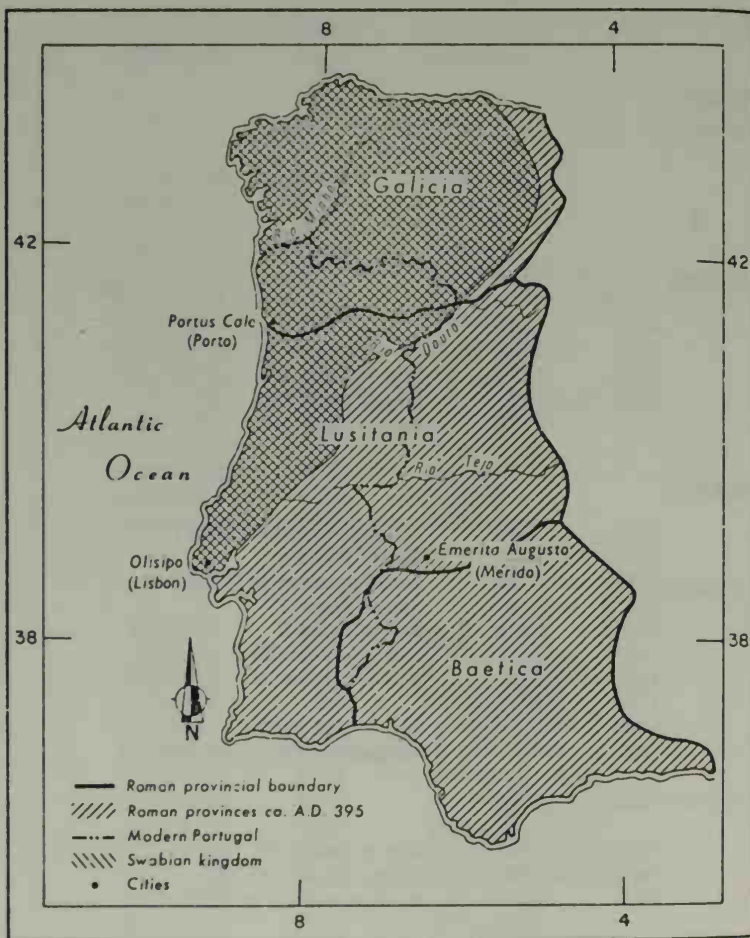 8 4
Galicia
Rio Minho
42 42
Portus Cale
(Porto)
Rio Douro
Atlantic
Ocean
Lusitania
Rio Tejo
Olisipo
(Lisbon)
Emerita Augusta
(Mérida)
38 38
Baetica
N
Roman provincial boundary
Roman provinces ca. A.D. 395
Modern Portugal
Swabian kingdom
Cities
8 4